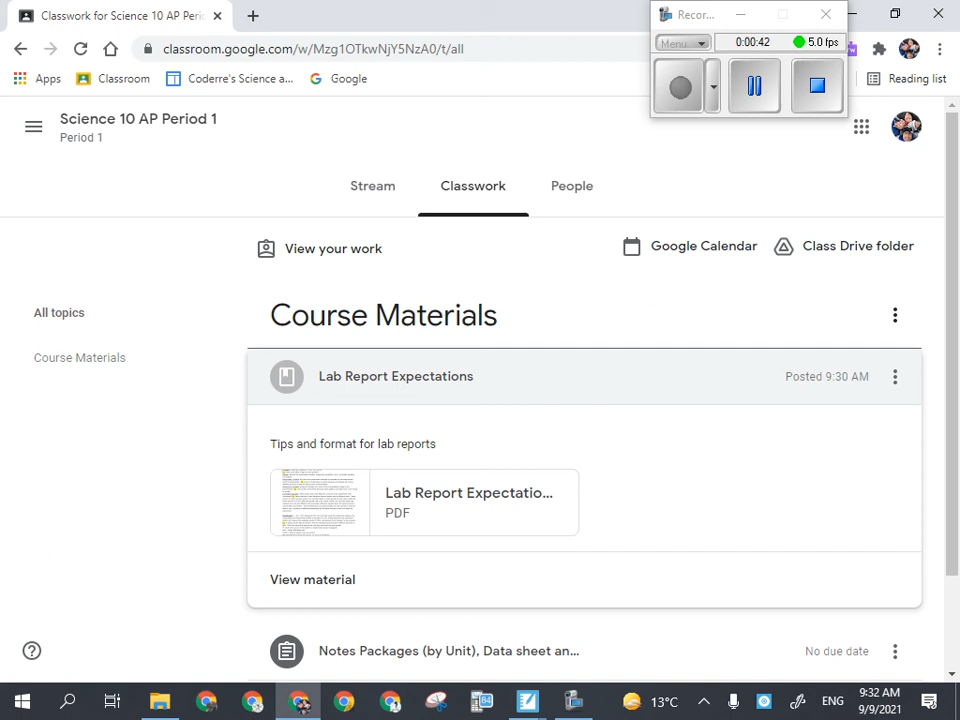 Classroom for Science 10 AP Peri
Recor...
Menu
0:00:42
5.0 fps
classroom.google.com/w/Mzg1OTkwNjY5NzA0/t/all
Apps
Classroom
Coderre's Science a...
Google
Reading list
Science 10 AP Period 1
Period 1
Stream
Classwork
People
View your work
Google Calendar
Class Drive folder
All topics
Course Materials
Course Materials
Lab Report Expectations
Posted 9:30 AM
Tips and format for lab reports
Lab Report Expectatio...
PDF
View material
Notes Packages (by Unit), Data sheet an...
No due date
13°C
ENG
9:32 AM
9/9/2021